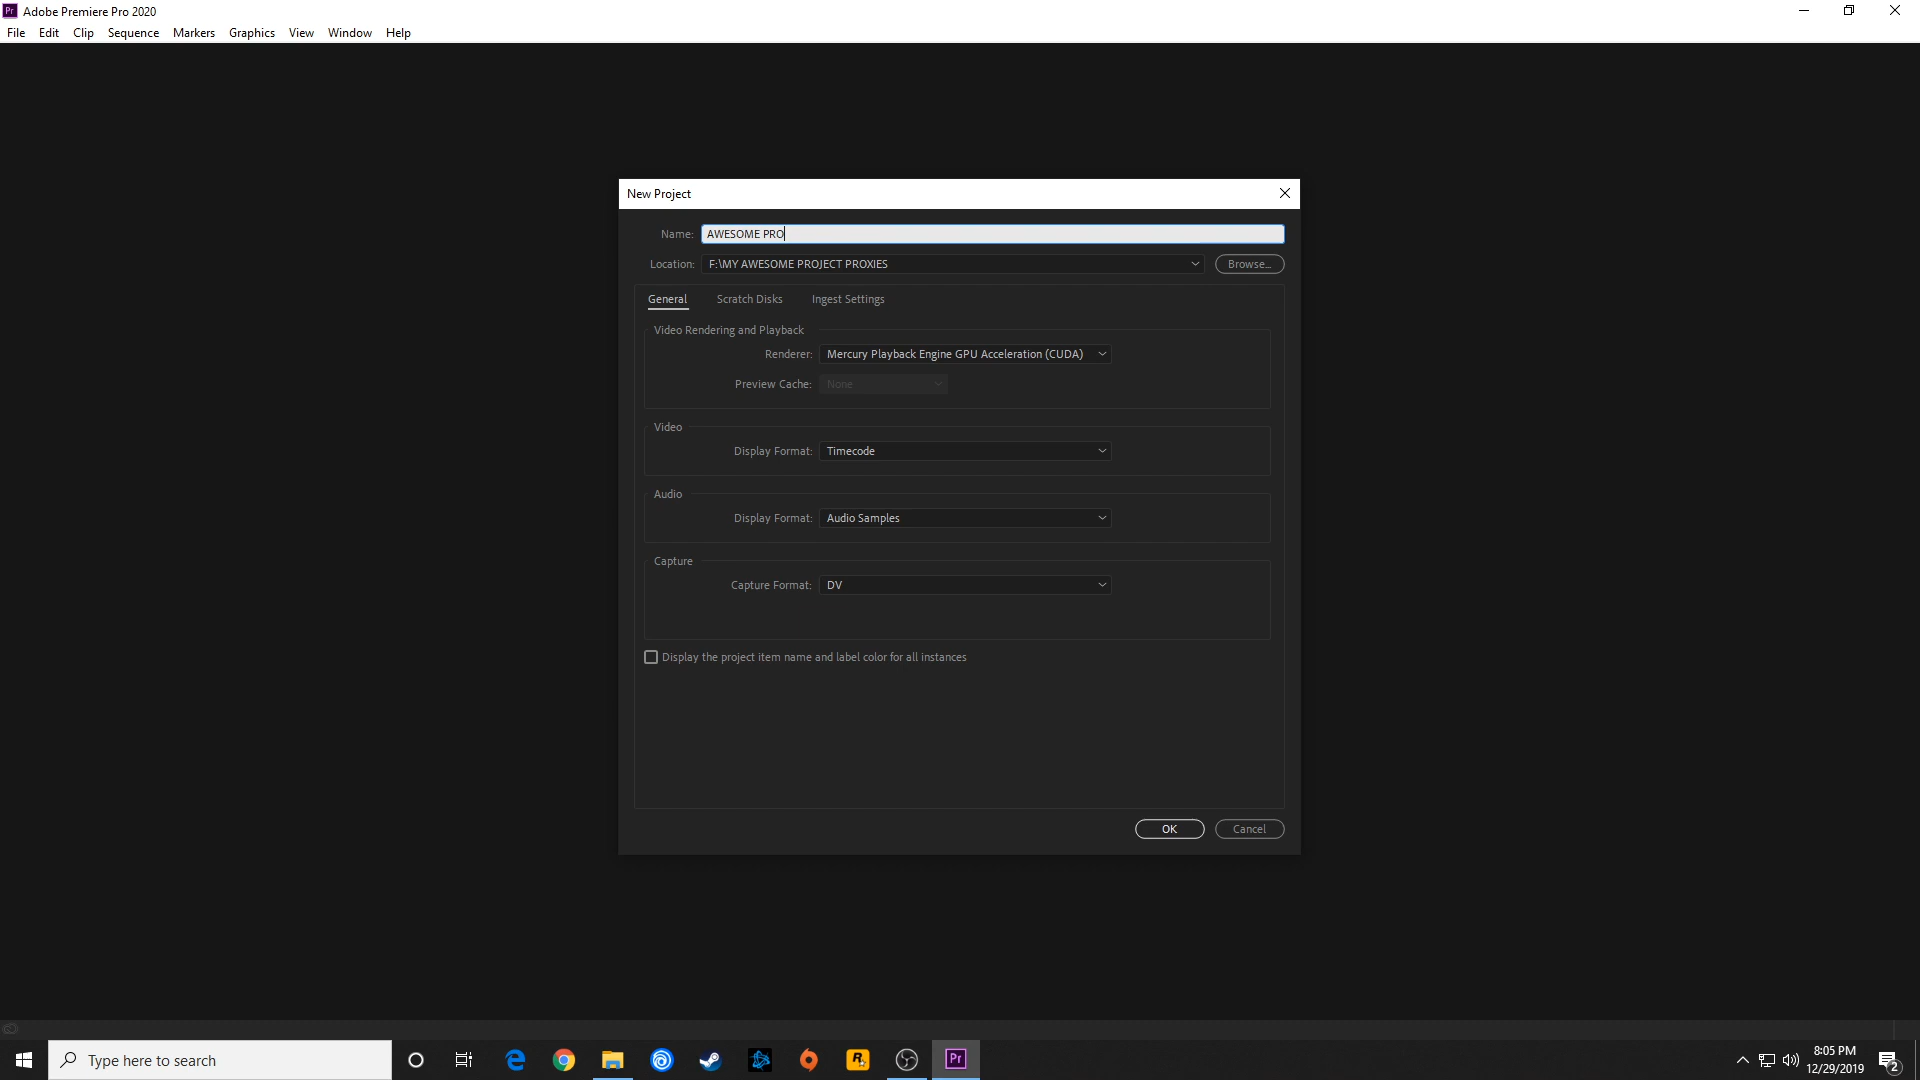 Pr Adobe Premiere Pro 2020
File Edit Clip Sequence Markers Graphics View Window Help
New Project
Name: AWESOME PRO
Location: F:\MY AWESOME PROJECT PROXIES Browse...
General Scratch Disks Ingest Settings
Video Rendering and Playback
Renderer: Mercury Playback Engine GPU Acceleration (CUDA)
Preview Cache: None
Video
Display Format: Timecode
Audio
Display Format: Audio Samples
Capture
Capture Format: DV
Display the project item name and label color for all instances
OK Cancel
Type here to search
R
Pr
8:05 PM
12/29/2019
2